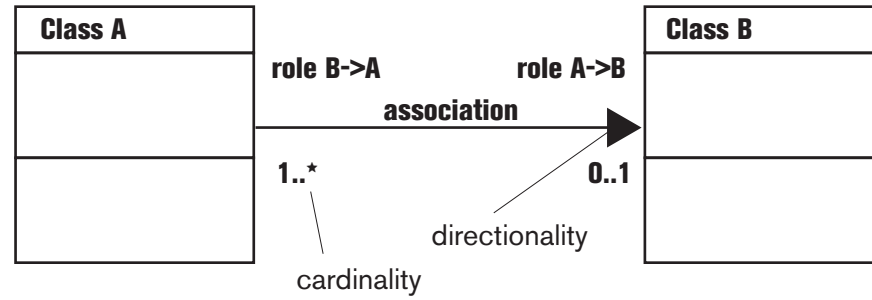 Class A
Class B
role B->A
role A->B
association
1..*
0..1
directionality
cardinality